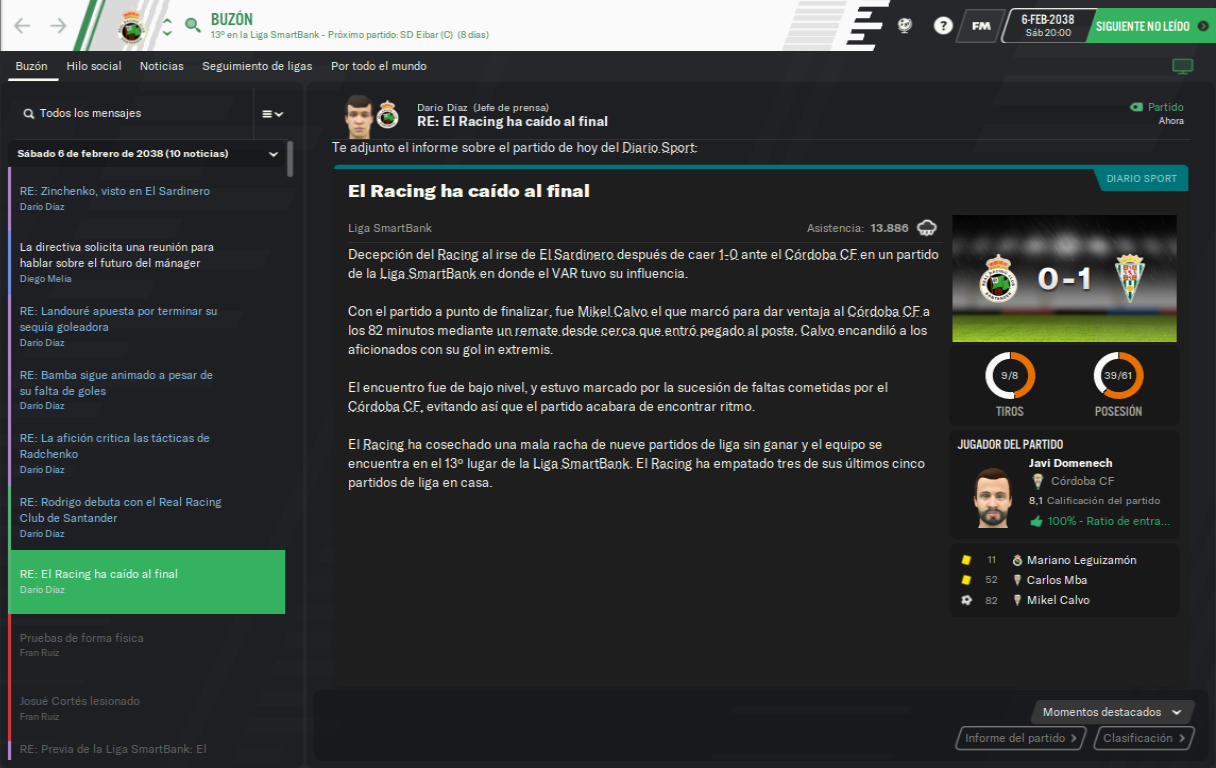 BUZÓN
13º en la Liga SmartBank - Próximo partido: SD Eibar (C) (8 días)
?
FM
6-FEB-2038
Sáb 20:00
SIGUIENTE NO LEÍDO
Buzón
Hilo social
Noticias
Seguimiento de ligas
Por todo el mundo
Todos los mensajes
Sábado 6 de febrero de 2038 (10 noticias)
RE: Zinchenko, visto en El Sardinero
Darío Díaz
La directiva solicita una reunión para
hablar sobre el futuro del mánager
Diego Melia
RE: Landouré apuesta por terminar su
sequía goleadora
Darío Díaz
RE: Bamba sigue animado a pesar de
su falta de goles
Darío Díaz
RE: La afición critica las tácticas de
Radchenko
Darío Díaz
RE: Rodrigo debuta con el Real Racing
Club de Santander
Darío Díaz
RE: El Racing ha caído al final
Darío Díaz
Pruebas de forma física
Fran Ruiz
Josué Cortés lesionado
Fran Ruiz
RE: Previa de la Liga SmartBank: El
Darío Díaz (Jefe de prensa)
RE: El Racing ha caído al final
Partido
Ahora
Te adjunto el informe sobre el partido de hoy del Diario Sport:
DIARIO SPORT
El Racing ha caído al final
Liga SmartBank
Asistencia: 13.886
Decepción del Racing al irse de El Sardinero después de caer 1-0 ante el Córdoba CF en un partido
de la Liga SmartBank en donde el VAR tuvo su influencia.
Con el partido a punto de finalizar, fue Mikel Calvo el que marcó para dar ventaja al Córdoba CF a
los 82 minutos mediante un remate desde cerca que entró pegado al poste. Calvo encandiló a los
aficionados con su gol in extremis.
El encuentro fue de bajo nivel, y estuvo marcado por la sucesión de faltas cometidas por el
Córdoba CF, evitando así que el partido acabara de encontrar ritmo.
El Racing ha cosechado una mala racha de nueve partidos de liga sin ganar y el equipo se
encuentra en el 13º lugar de la Liga SmartBank. El Racing ha empatado tres de sus últimos cinco
partidos de liga en casa.
0-1
9/8
TIROS
39/61
POSESIÓN
JUGADOR DEL PARTIDO
Javi Domenech
Córdoba CF
8,1 Calificación del partido
100% - Ratio de entra...
11 Mariano Leguizamón
52 Carlos Mba
82 Mikel Calvo
Momentos destacados
Informe del partido
Clasificación